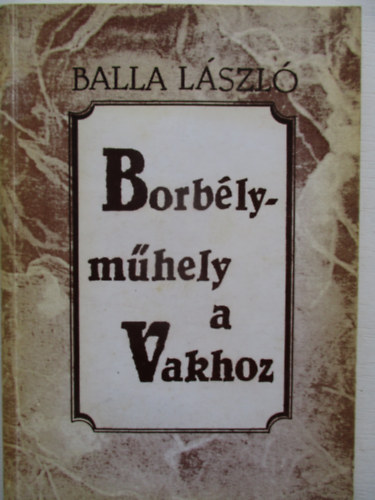 BALLA LÁSZLÓ
Borbély-
műhely
a
Vakhoz